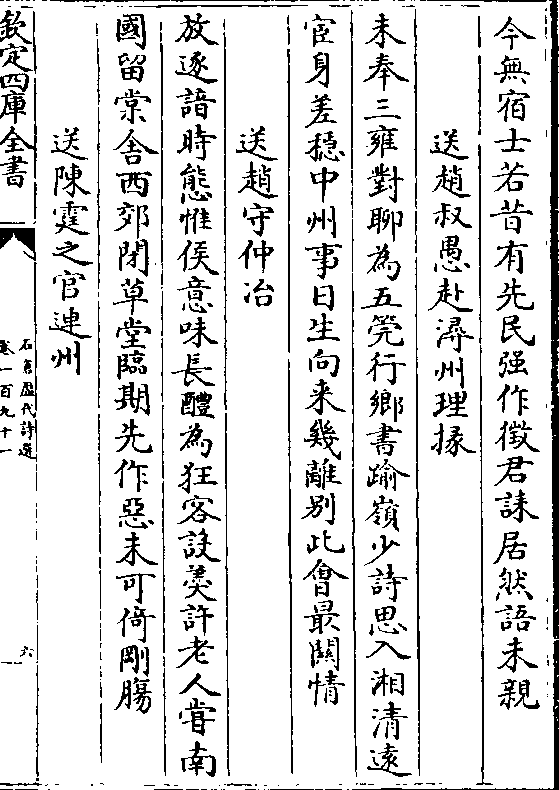 今無宿士若昔有先民强作徵君誄居然語未親
送趙叔愚赴潯州理掾
未奉三雍對聊為五筦行鄉書踰嶺少詩思入湘清遠
宦身差穩中州事日生向来幾離別此㑹最闗情
送趙守仲冶
放逐諳時態惟侯意味長醴為狂客設羮許老人甞南
國留棠舍西郊閉草堂臨期先作惡未可倚剛腸
送陳霆之官連州
欽定四庫全書
石倉歴代詩選
卷一百九十一
六